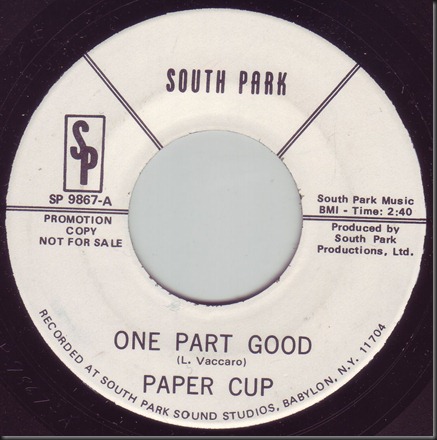 SOUTH PARK
SP
SP 9867-A
PROMOTION
COPY
NOT FOR SALE
South Park Music
BMI - Time: 2:40
Produced by
South Park
Productions, Ltd.
ONE PART GOOD
(L. Vaccaro)
PAPER CUP
RECORDED AT SOUTH PARK SOUND STUDIOS, BABYLON, N.Y. 11704